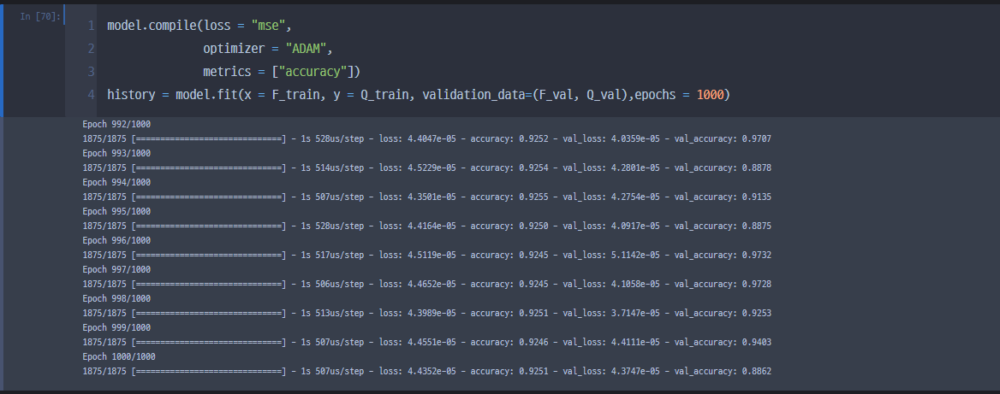 In [70]:
1 model.compile(loss = "mse",
2 optimizer = "ADAM",
3 metrics = ["accuracy"])
4 history = model.fit(x = F_train, y = Q_train, validation_data=(F_val, Q_val),epochs = 1000)
Epoch 992/1000
1875/1875 [==============================] - 1s 528us/step - loss: 4.4047e-05 - accuracy: 0.9252 - val_loss: 4.0359e-05 - val_accuracy: 0.9707
Epoch 993/1000
1875/1875 [==============================] - 1s 514us/step - loss: 4.5229e-05 - accuracy: 0.9254 - val_loss: 4.2801e-05 - val_accuracy: 0.8878
Epoch 994/1000
1875/1875 [==============================] - 1s 507us/step - loss: 4.3501e-05 - accuracy: 0.9255 - val_loss: 4.2754e-05 - val_accuracy: 0.9135
Epoch 995/1000
1875/1875 [==============================] - 1s 528us/step - loss: 4.4164e-05 - accuracy: 0.9250 - val_loss: 4.0917e-05 - val_accuracy: 0.8875
Epoch 996/1000
1875/1875 [==============================] - 1s 517us/step - loss: 4.5119e-05 - accuracy: 0.9245 - val_loss: 5.1142e-05 - val_accuracy: 0.9732
Epoch 997/1000
1875/1875 [==============================] - 1s 506us/step - loss: 4.4652e-05 - accuracy: 0.9245 - val_loss: 4.1058e-05 - val_accuracy: 0.9728
Epoch 998/1000
1875/1875 [==============================] - 1s 513us/step - loss: 4.3989e-05 - accuracy: 0.9251 - val_loss: 3.7147e-05 - val_accuracy: 0.9253
Epoch 999/1000
1875/1875 [==============================] - 1s 507us/step - loss: 4.4551e-05 - accuracy: 0.9246 - val_loss: 4.4111e-05 - val_accuracy: 0.9403
Epoch 1000/1000
1875/1875 [==============================] - 1s 507us/step - loss: 4.4352e-05 - accuracy: 0.9251 - val_loss: 4.3747e-05 - val_accuracy: 0.8862